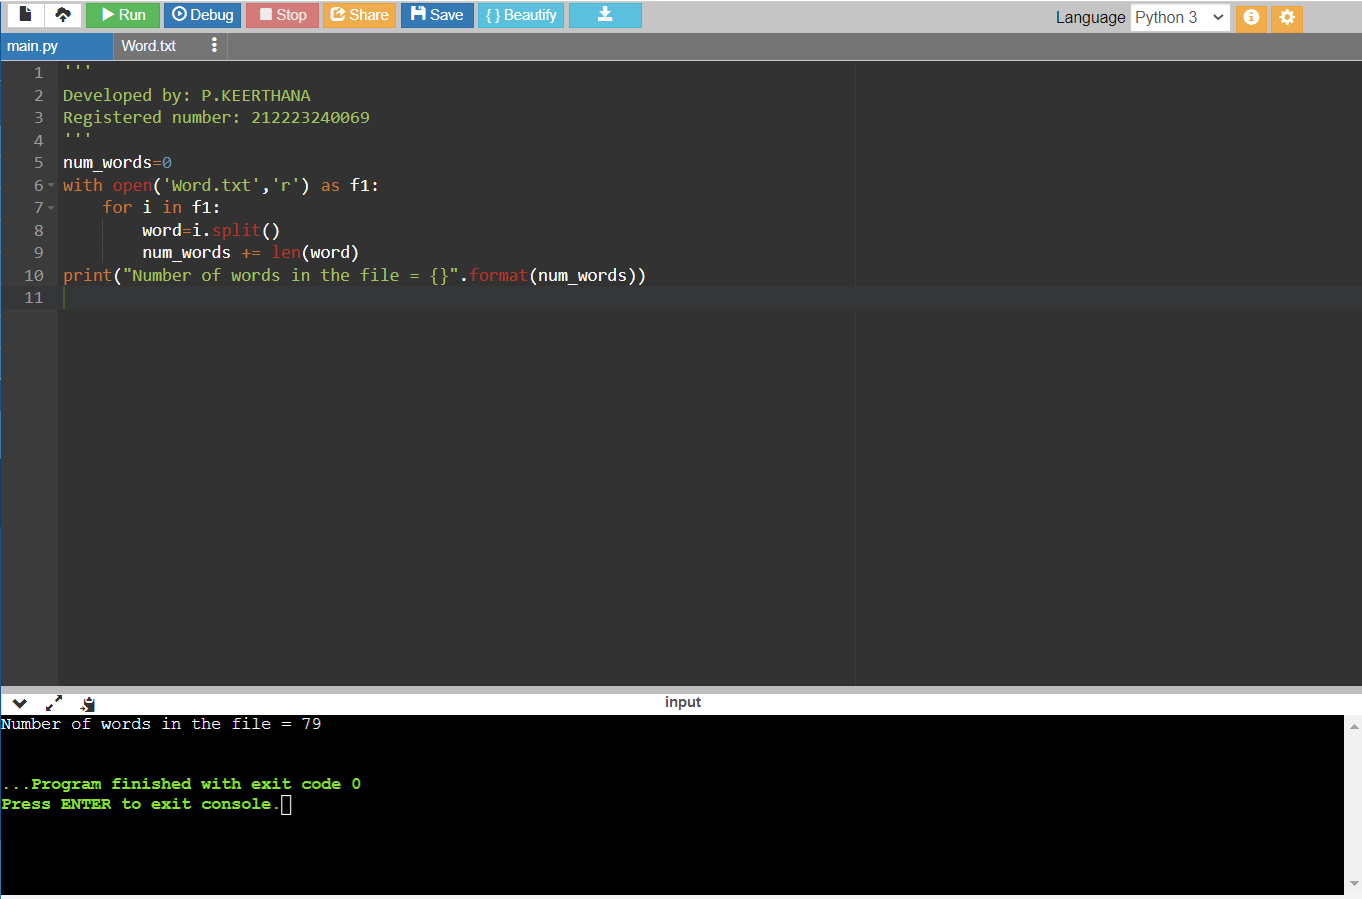 Run Debug Stop Share Save { } Beautify Language Python 3
main.py Word.txt
1 '''
2 Developed by: P.KEERTHANA
3 Registered number: 212223240069
4 '''
5 num_words=0
6 with open('Word.txt','r') as f1:
7     for i in f1:
8         word=i.split()
9         num_words += len(word)
10 print("Number of words in the file = {}".format(num_words))
11
input
Number of words in the file = 79
...Program finished with exit code 0
Press ENTER to exit console.